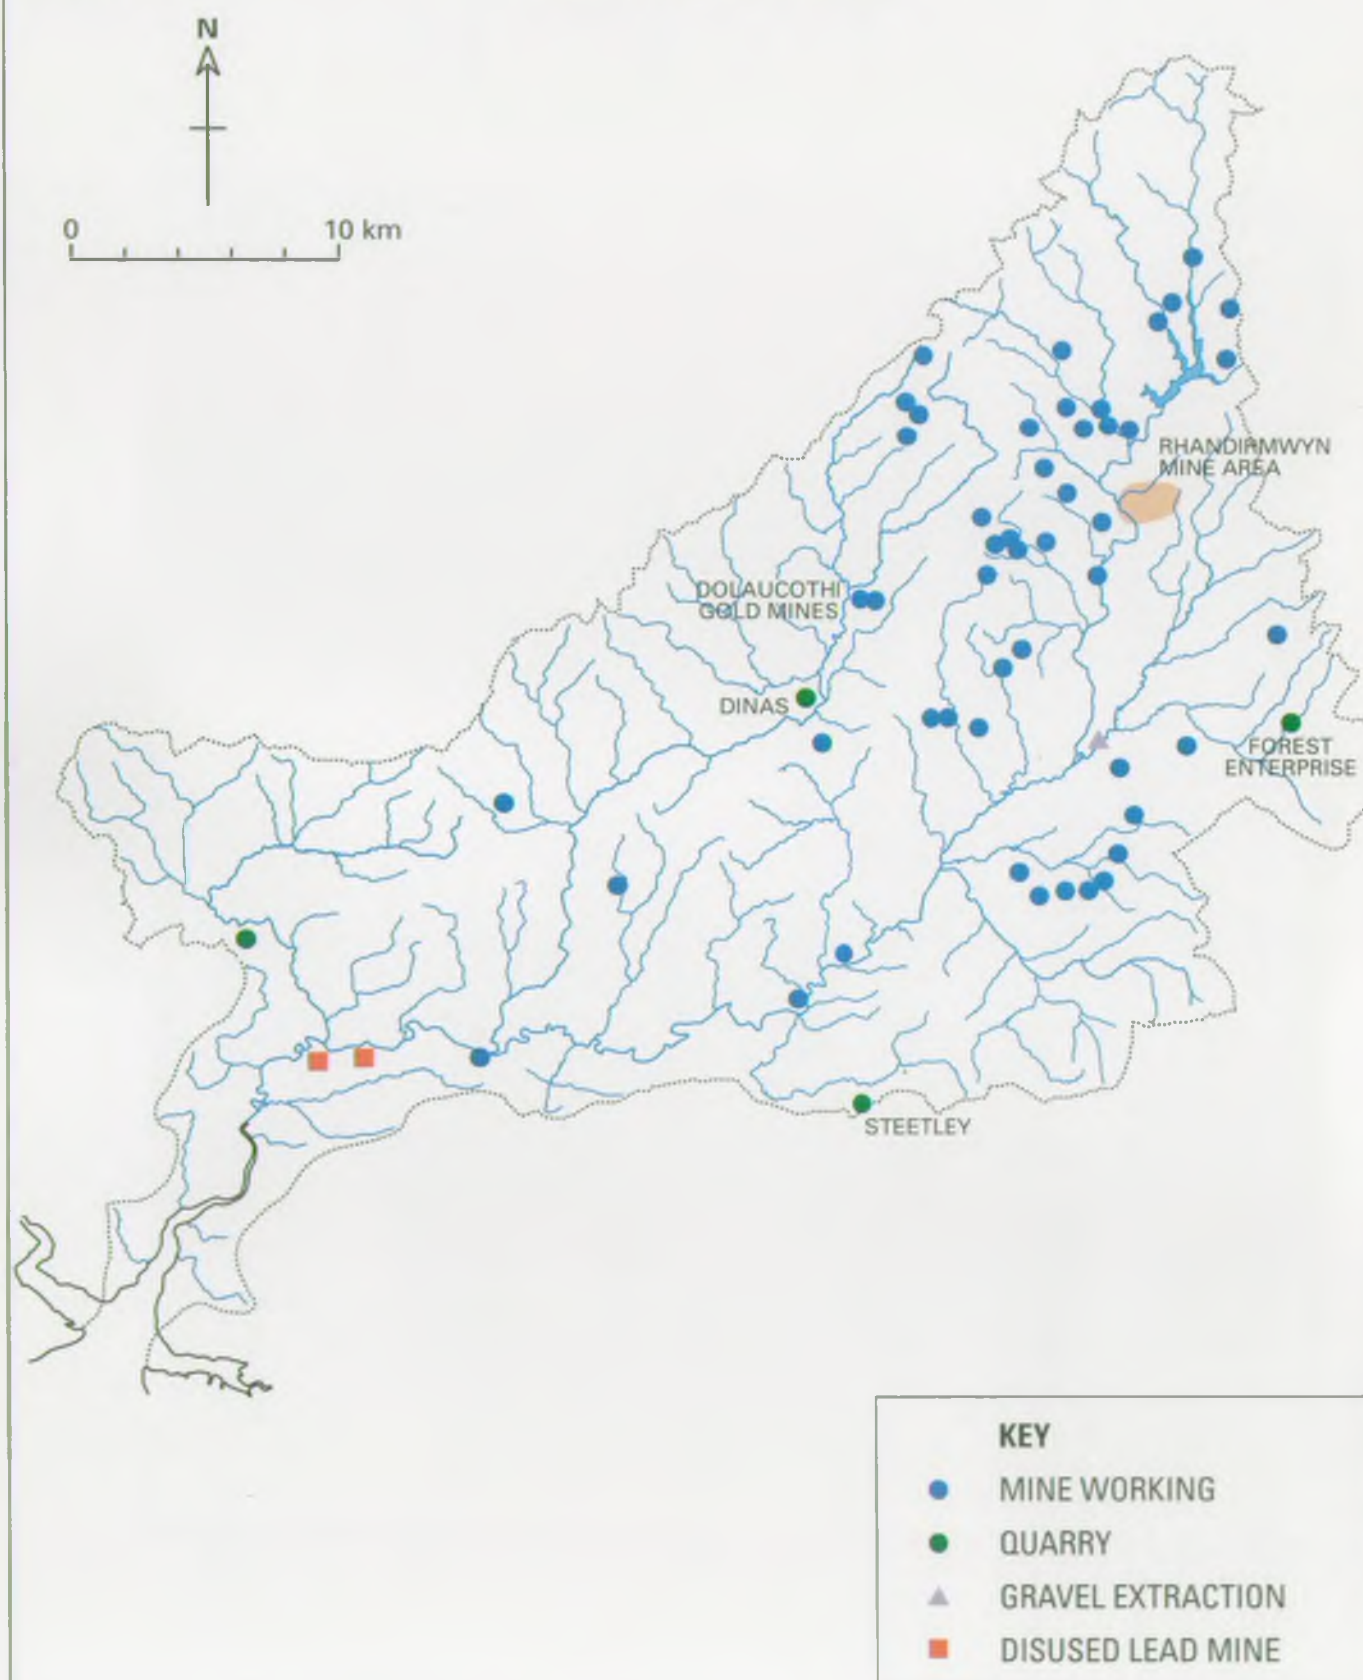 N
0 10 km
RHANDIRMWYN
MINE AREA
DOLAUCOTHI
GOLD MINES
DINAS
FOREST
ENTERPRISE
STEETLEY
KEY
MINE WORKING
QUARRY
GRAVEL EXTRACTION
DISUSED LEAD MINE